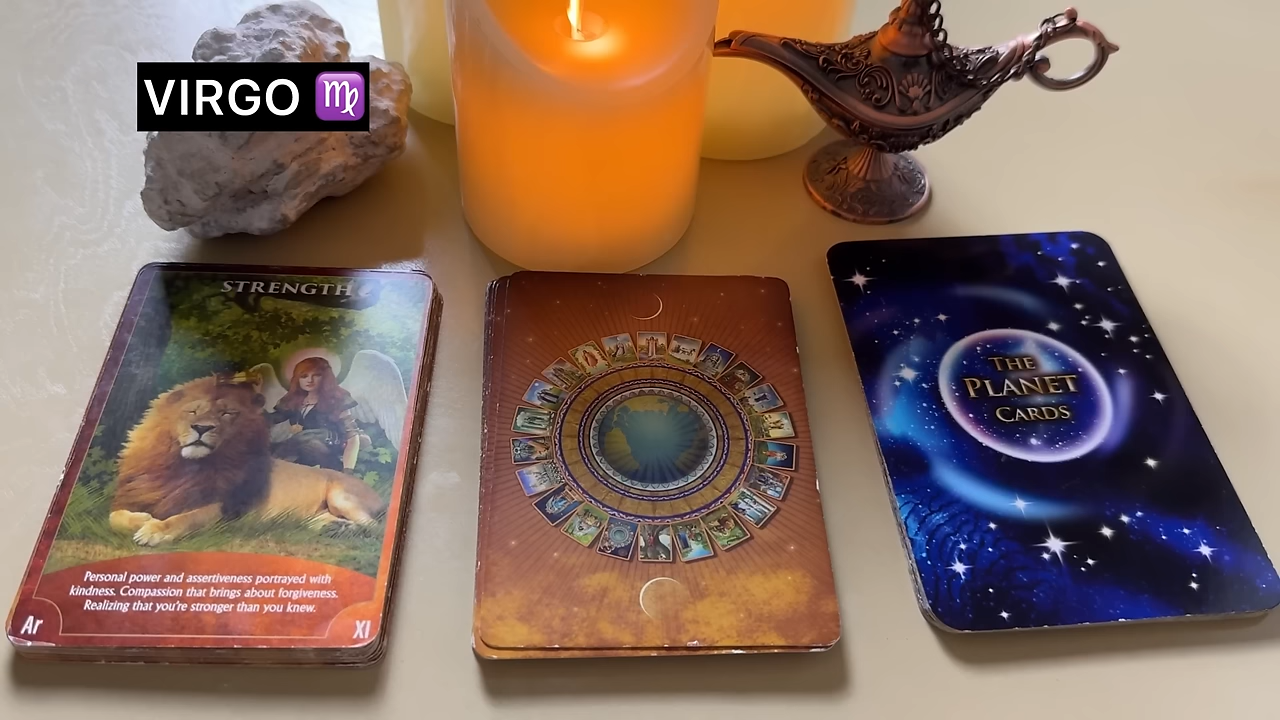 VIRGO ♍
STRENGTH
Personal power and assertiveness portrayed with
kindness. Compassion that brings about forgiveness.
Realizing that you're stronger than you knew.
Ar
XI
THE
PLANET
CARDS